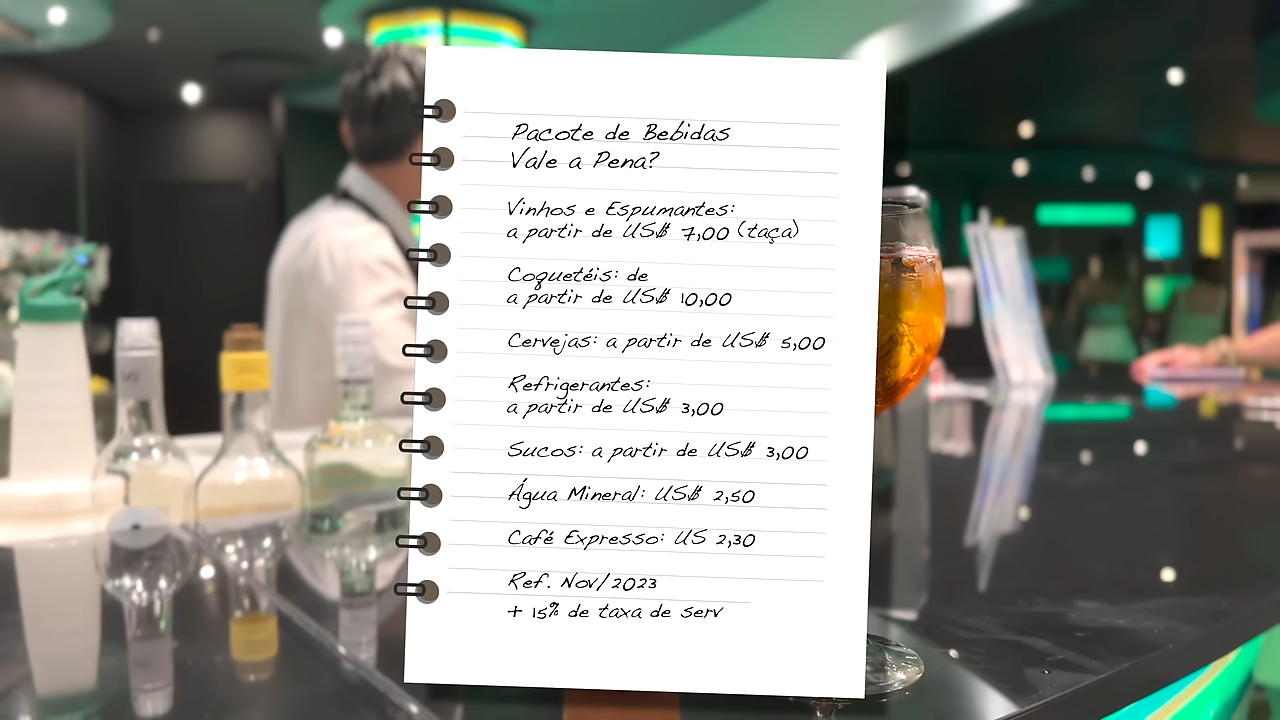 Pacote de Bebidas
Vale a Pena?
Vinhos e Espumantes:
a partir de US$ 7,00 (taça)
Coquetéis: de
a partir de US$ 10,00
Cervejas: a partir de US$ 5,00
Refrigerantes:
a partir de US$ 3,00
Sucos: a partir de US$ 3,00
Água Mineral: US$ 2,50
Café Expresso: US 2,30
Ref. Nov/2023
+ 15% de taxa de serv